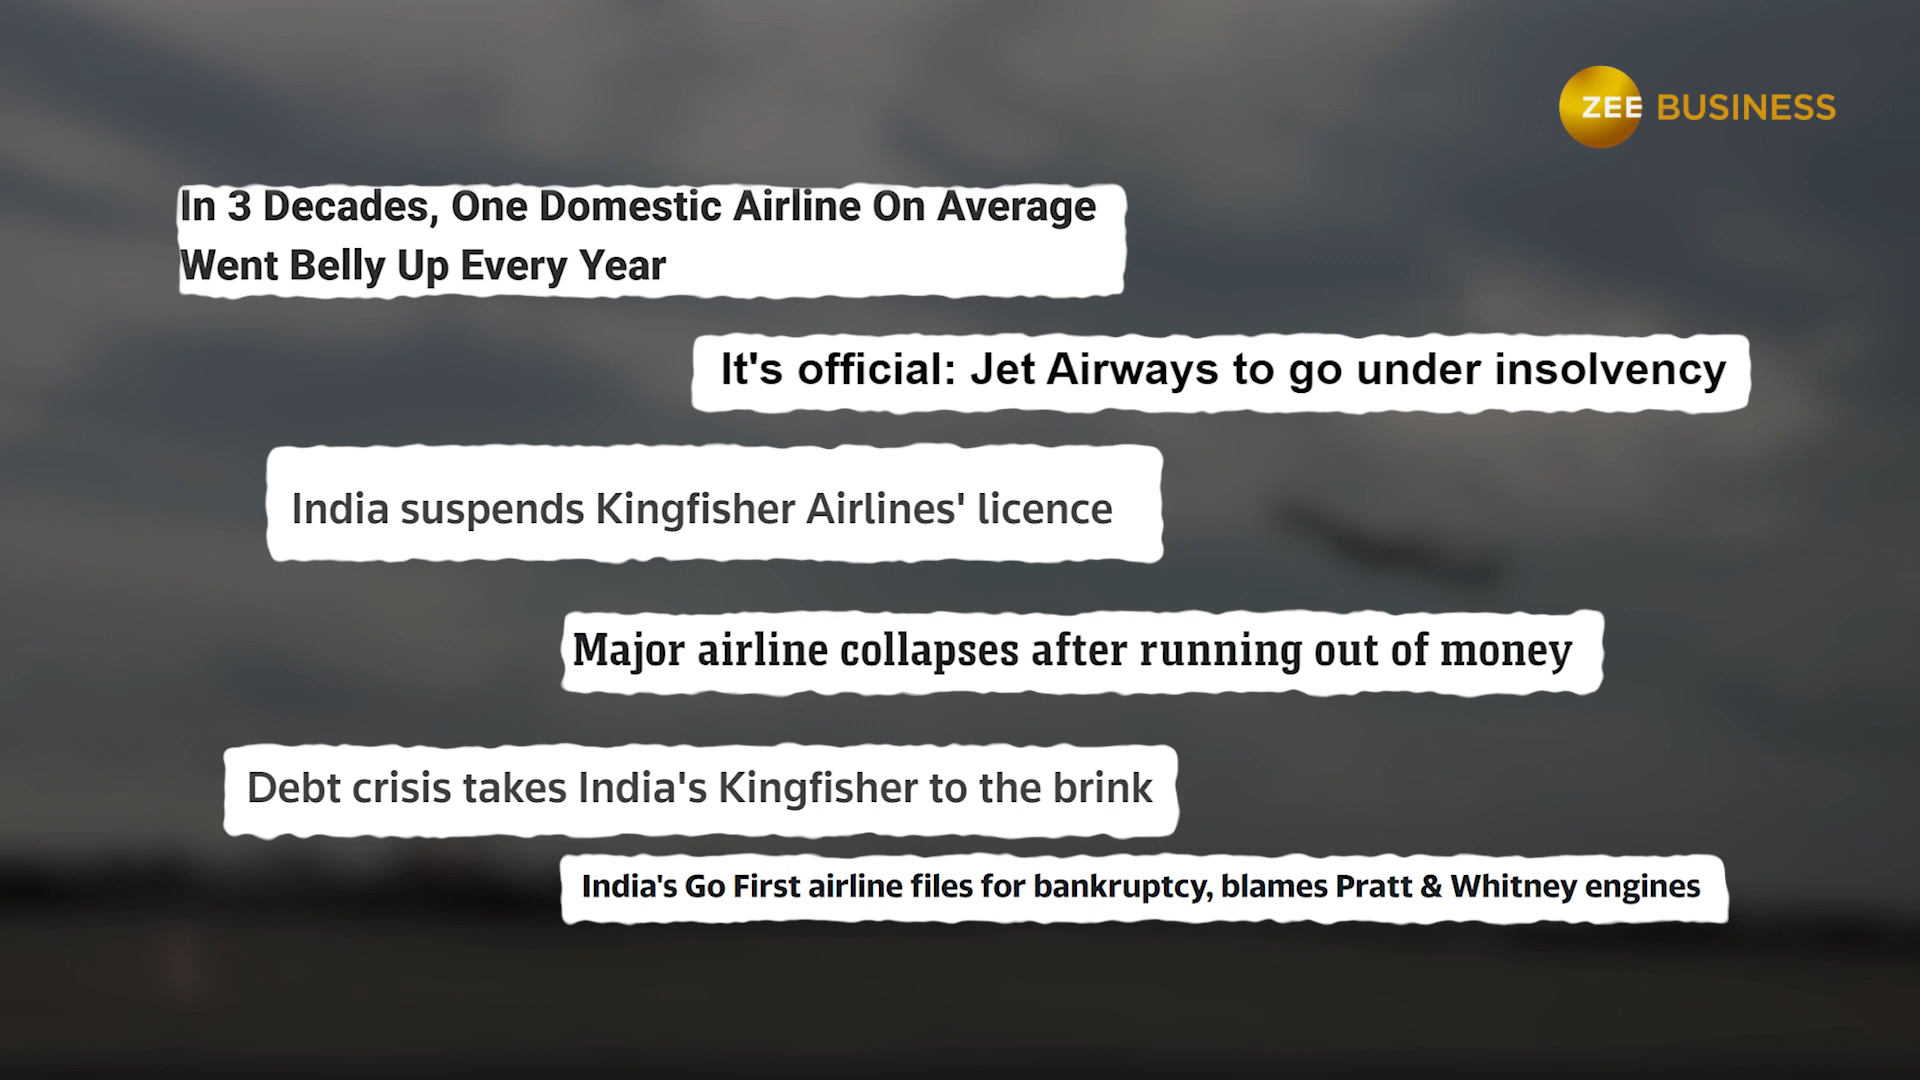 ZEE BUSINESS
In 3 Decades, One Domestic Airline On Average
Went Belly Up Every Year
It's official: Jet Airways to go under insolvency
India suspends Kingfisher Airlines' licence
Major airline collapses after running out of money
Debt crisis takes India's Kingfisher to the brink
India's Go First airline files for bankruptcy, blames Pratt & Whitney engines